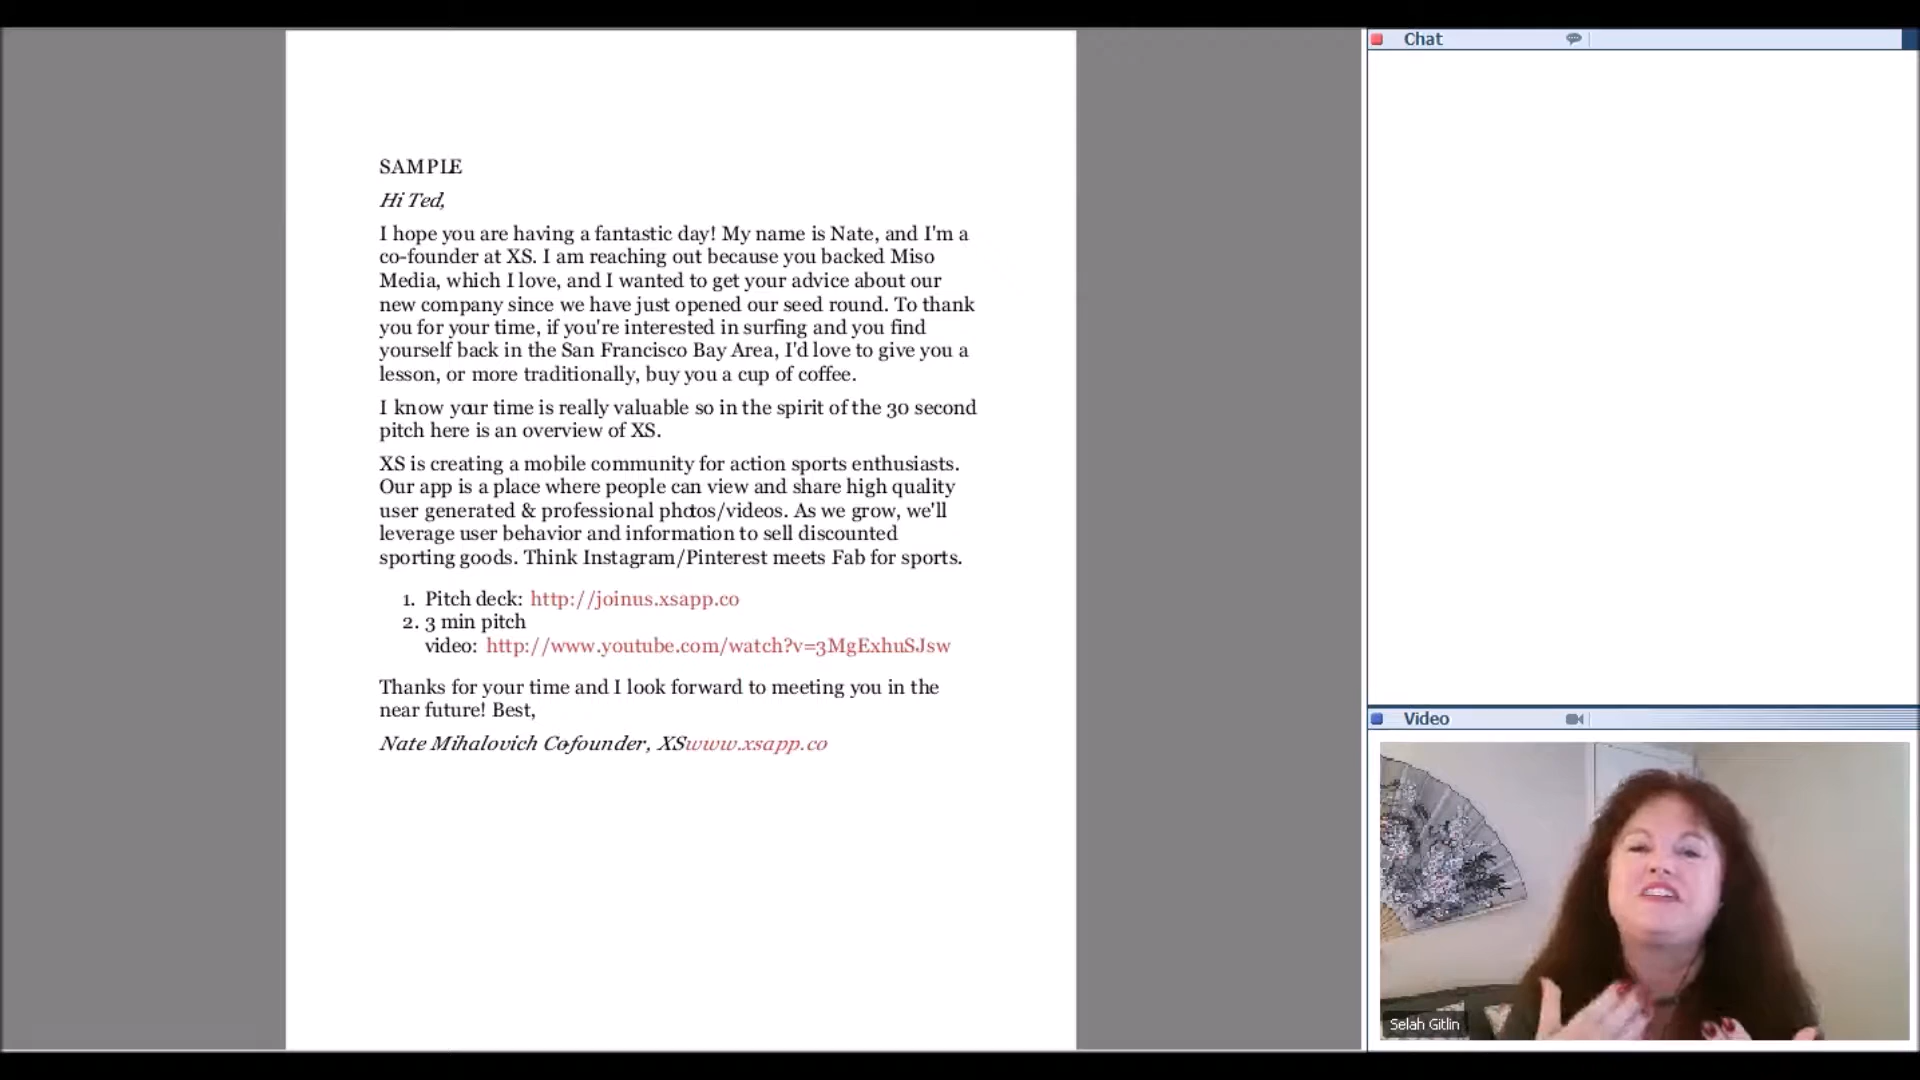 SAMPLE
Hi Ted,
I hope you are having a fantastic day! My name is Nate, and I'm a
co-founder at XS. I am reaching out because you backed Miso
Media, which I love, and I wanted to get your advice about our
new company since we have just opened our seed round. To thank
you for your time, if you're interested in surfing and you find
yourself back in the San Francisco Bay Area, I'd love to give you a
lesson, or more traditionally, buy you a cup of coffee.
I know your time is really valuable so in the spirit of the 30 second
pitch here is an overview of XS.
XS is creating a mobile community for action sports enthusiasts.
Our app is a place where people can view and share high quality
user generated & professional photos/videos. As we grow, we'll
leverage user behavior and information to sell discounted
sporting goods. Think Instagram/Pinterest meets Fab for sports.
1. Pitch deck: http://joinus.xsapp.co
2. 3 min pitch
video: http://www.youtube.com/watch?v=3MgExhuSJsw
Thanks for your time and I look forward to meeting you in the
near future! Best,
Nate Mihalovich Co-founder, XSwww.xsapp.co
Chat
Video
Selah Gitlin